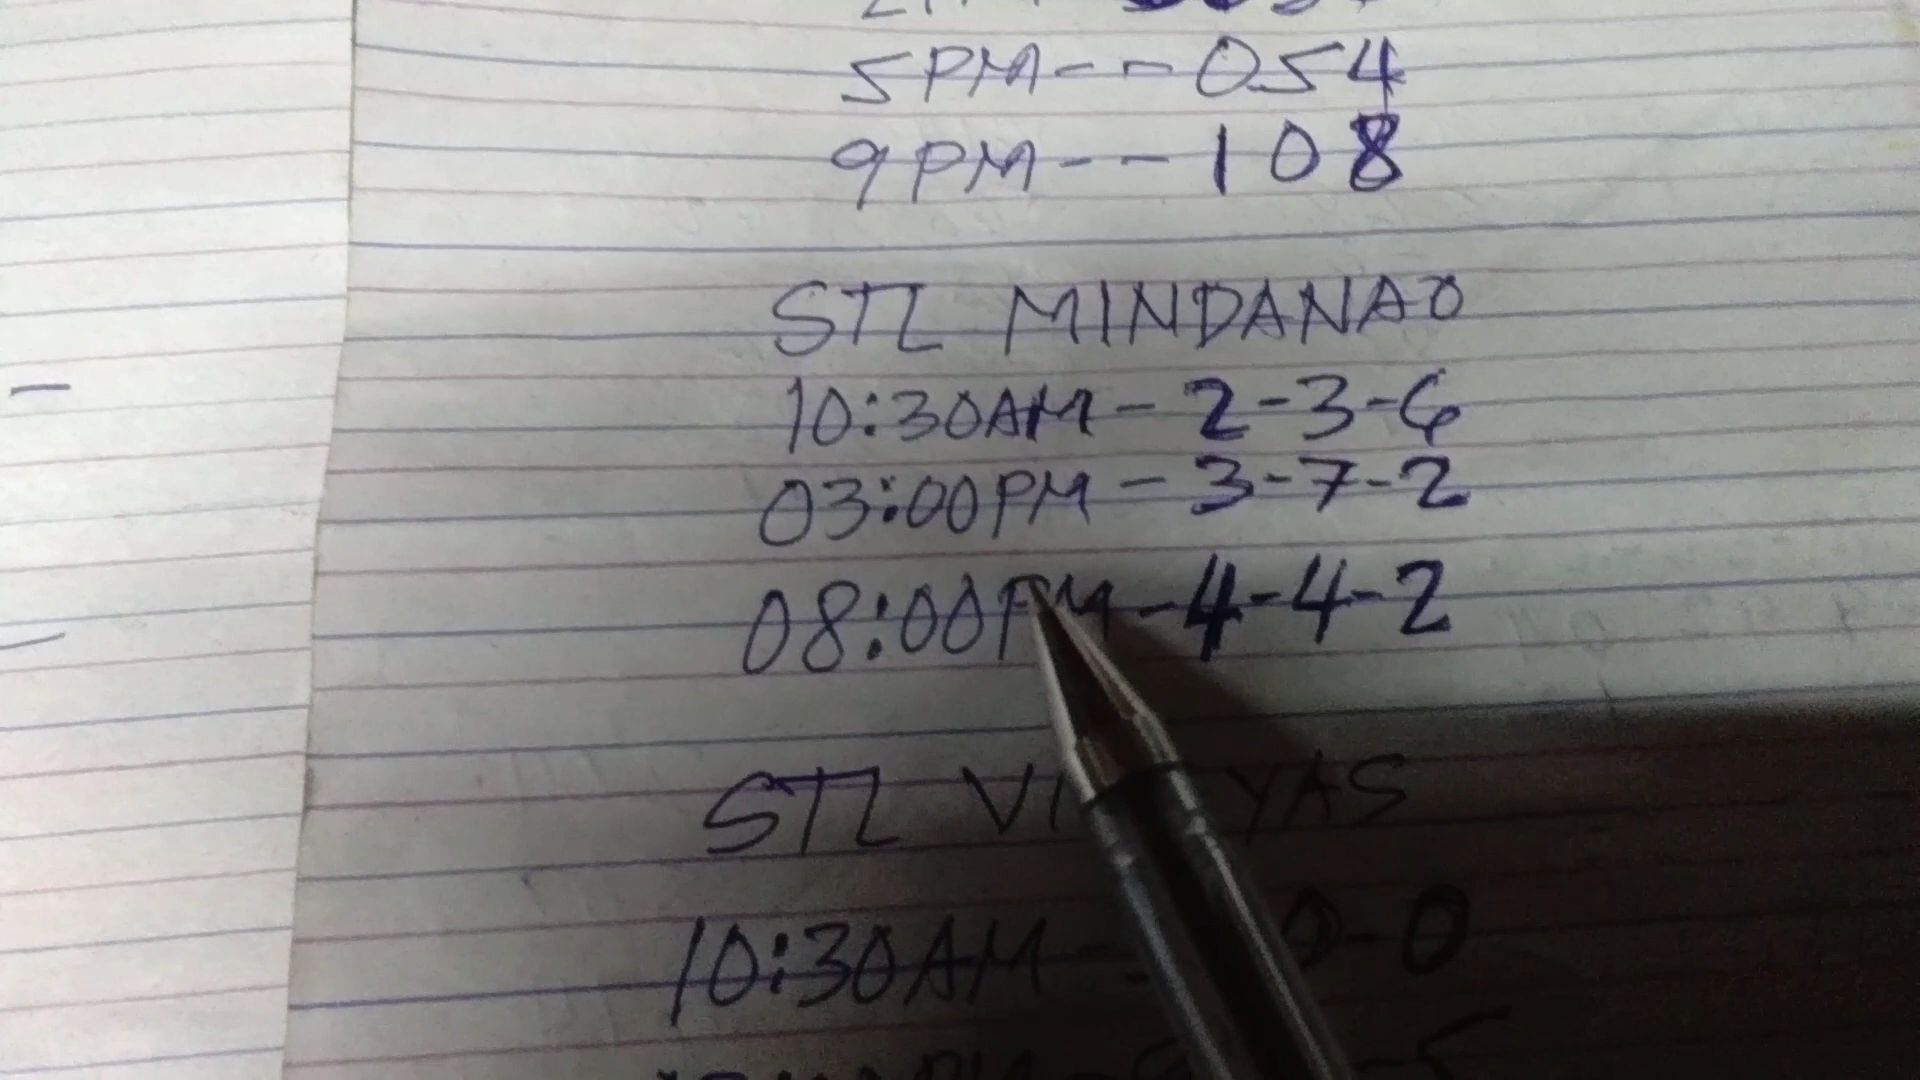 5PM---054
9PM---108
STL MINDANAO
10:30AM-2-3-6
03:00PM-3-7-2
08:00PM-4-4-2
STL
10:30AM